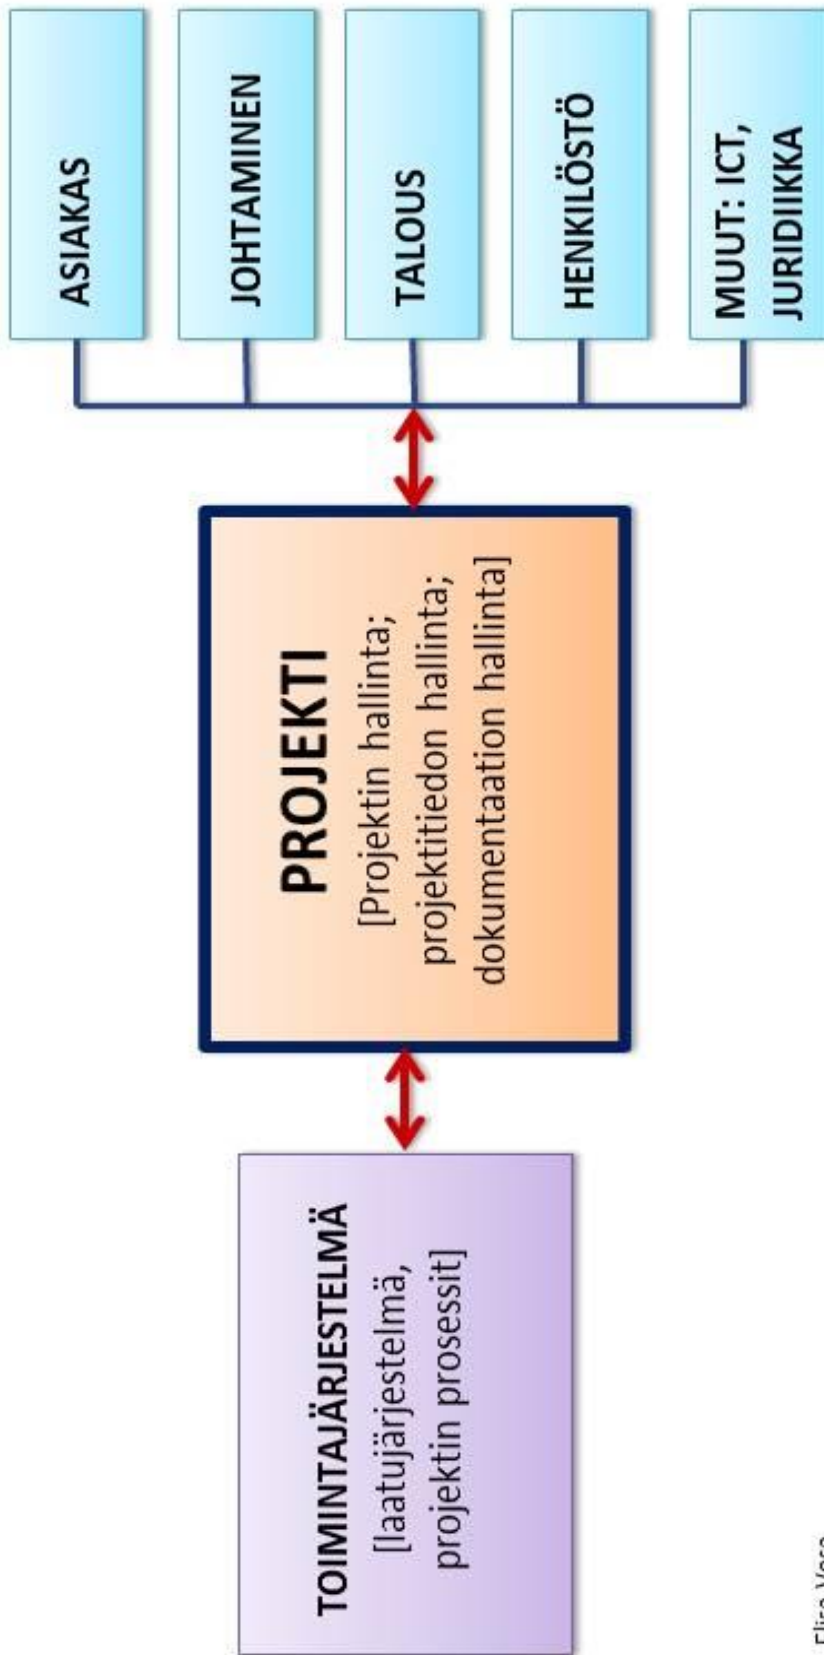 TOIMINTAJÄRJESTELMÄ
[laatujärjestelmä,
projektin prosessit]
PROJEKTI
[Projektin hallinta;
projektitiedon hallinta;
dokumentaation hallinta]
ASIAKAS
JOHTAMINEN
TALOUS
HENKILÖSTÖ
MUUT: ICT,
JURIDIIKKA